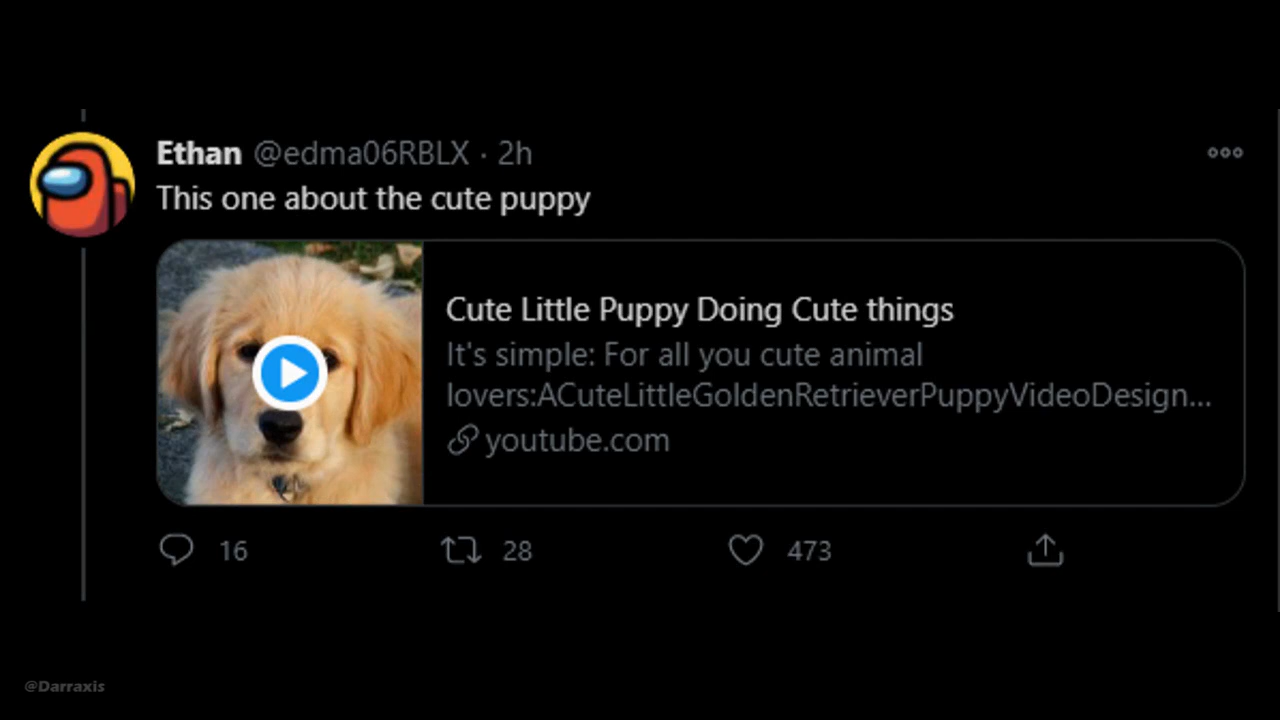 Ethan @edma06RBLX · 2h
This one about the cute puppy
Cute Little Puppy Doing Cute things
It's simple: For all you cute animal
lovers:ACuteLittleGoldenRetrieverPuppyVideoDesign...
youtube.com
16 28 473
@Darraxis